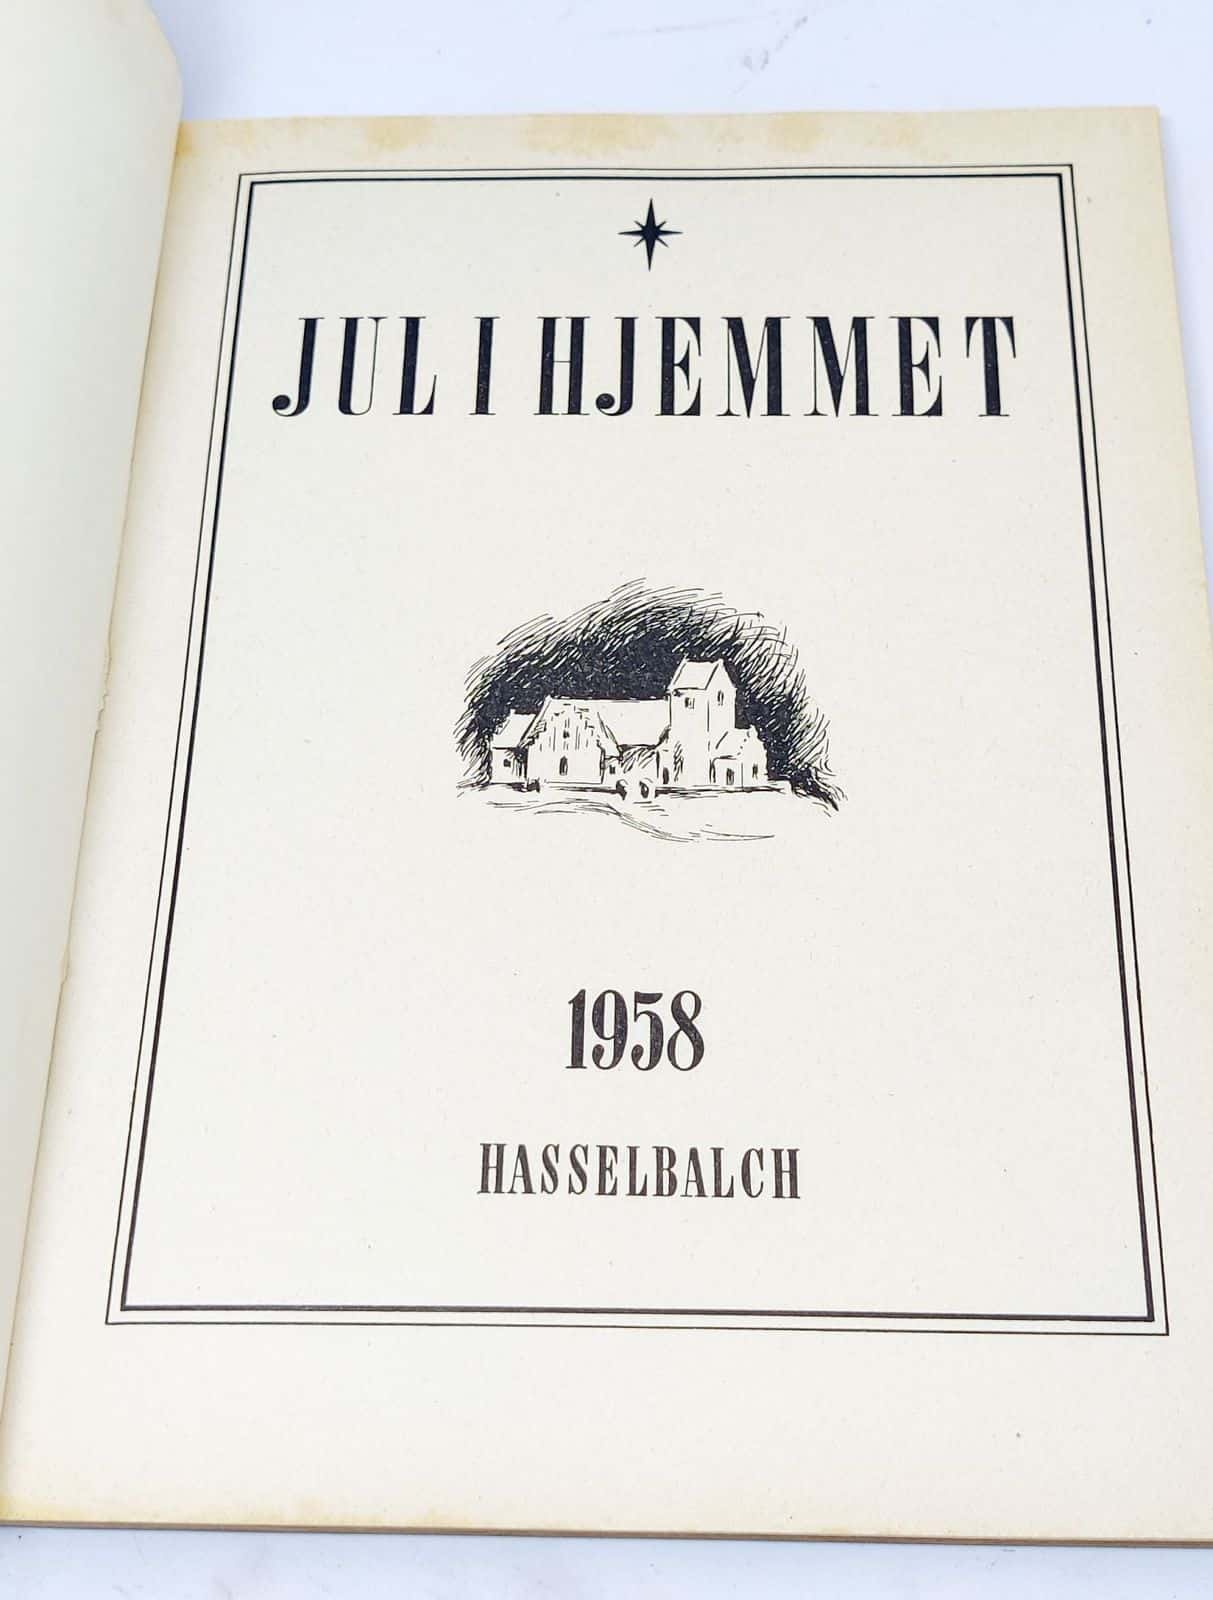 JUL I HJEMMET
1958
HASSELBALCH